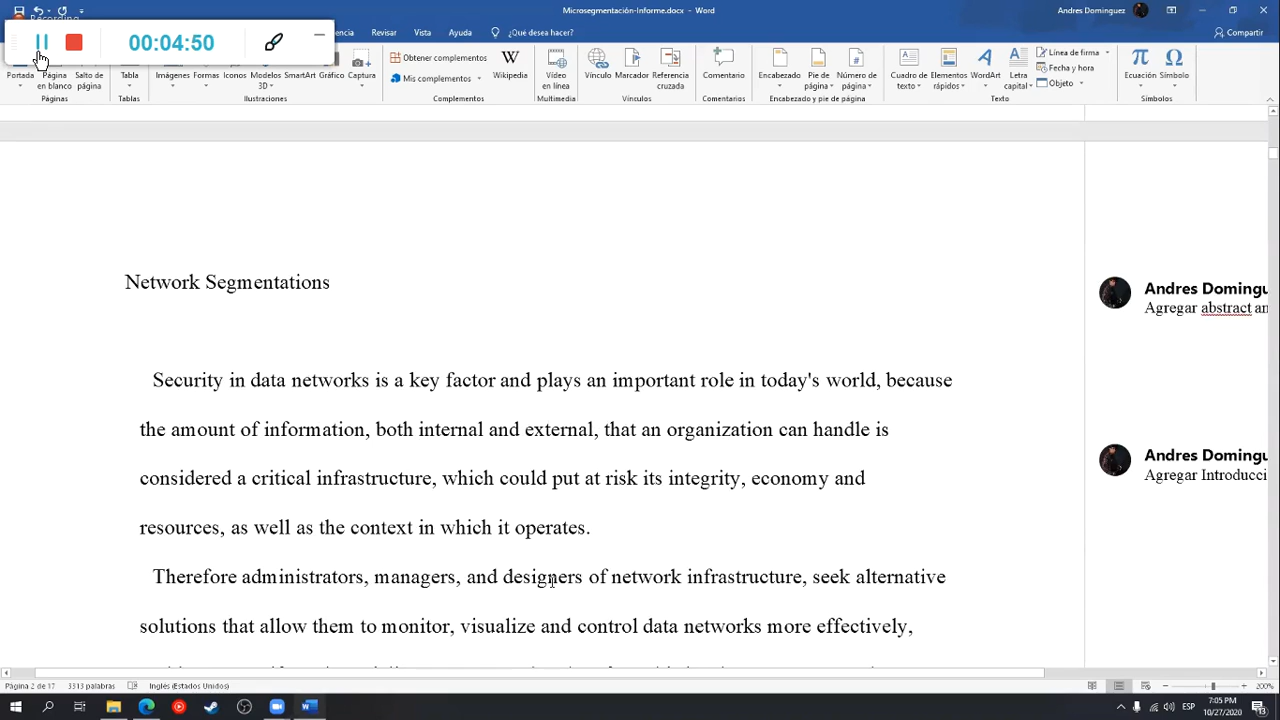 Recording
Microsegmentación-Informe.docx - Word
Andres Dominguez
00:04:50
Revisar Vista Ayuda ¿Qué desea hacer?
Compartir
Portada
Página en blanco
Salto de página
Páginas
Tabla
Tablas
Imágenes
Formas
Iconos
Modelos 3D
SmartArt
Gráfico
Captura
Ilustraciones
Obtener complementos
Mis complementos
Wikipedia
Complementos
Vídeo en línea
Multimedia
Vínculo
Marcador
Referencia cruzada
Vínculos
Comentario
Comentarios
Encabezado
Pie de página
Número de página
Encabezado y pie de página
Cuadro de texto
Elementos rápidos
WordArt
Letra capital
Línea de firma
Fecha y hora
Objeto
Texto
Ecuación
Símbolo
Símbolos
Network Segmentations
Security in data networks is a key factor and plays an important role in today's world, because
the amount of information, both internal and external, that an organization can handle is
considered a critical infrastructure, which could put at risk its integrity, economy and
resources, as well as the context in which it operates.
Therefore administrators, managers, and designers of network infrastructure, seek alternative
solutions that allow them to monitor, visualize and control data networks more effectively,
Andres Domingu
Agregar abstract an
Andres Domingu
Agregar Introducci
Página 2 de 17 3313 palabras Inglés (Estados Unidos)
200%
ESP
7:05 PM
10/27/2020